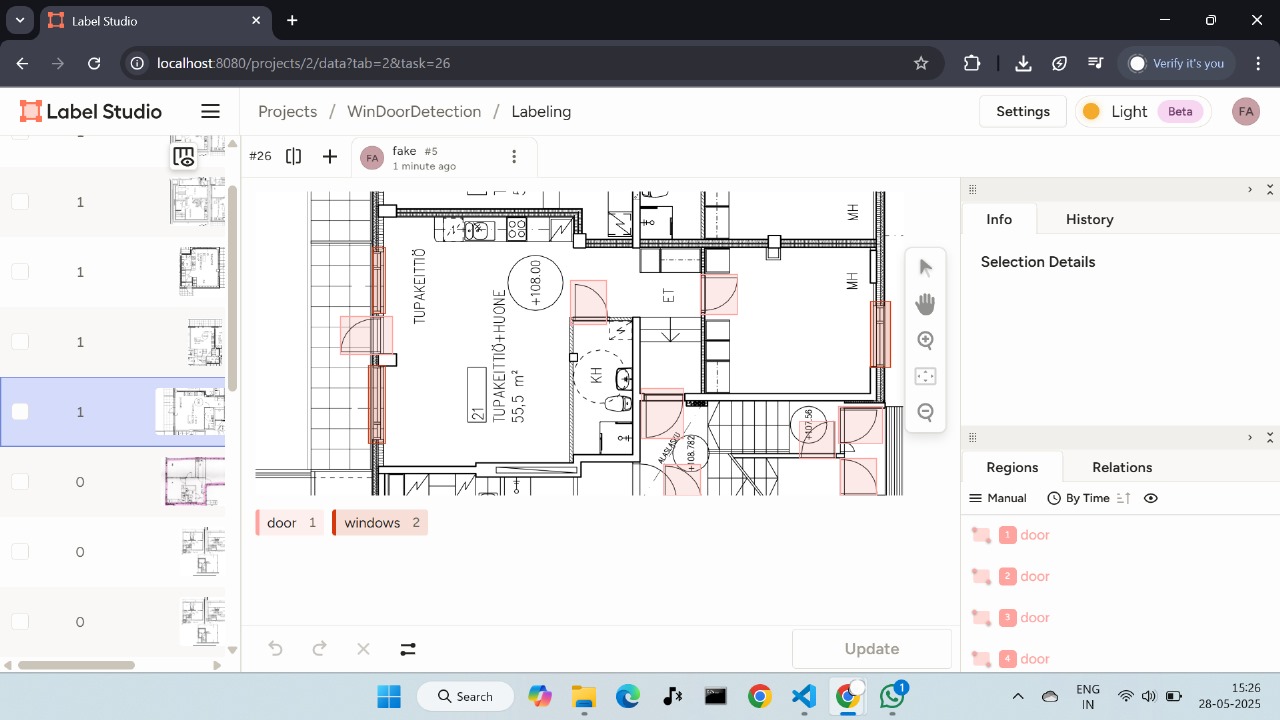 Label Studio
localhost:8080/projects/2/data?tab=2&task=26
Verify it's you
Label Studio
Projects / WinDoorDetection / Labeling
Settings
Light
Beta
FA
#26
FA
fake #5
1 minute ago
1
1
1
1
0
0
0
TUPAKEITTIÖ
+108.00
TUPAKEITTIÖ+HUONE
55,5 m²
21
KH
ET
MH
MH
+108.782
+107.56
door 1
windows 2
Update
Info
History
Selection Details
Regions
Relations
Manual
By Time
1 door
2 door
3 door
4 door
Search
1
ENG
IN
15:26
28-05-2025